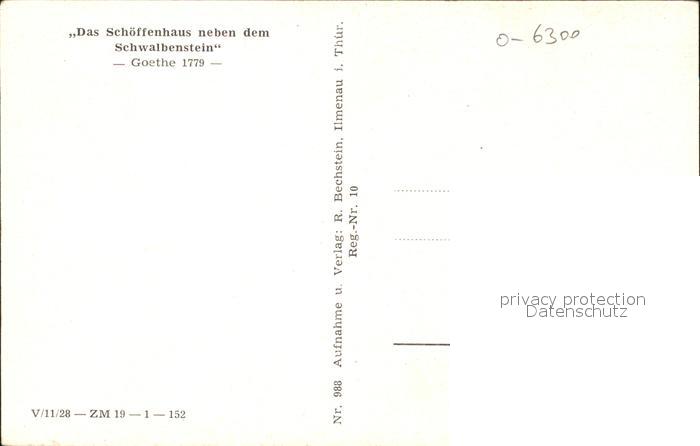 „Das Schöffenhaus neben dem
Schwalbenstein“
— Goethe 1779 —
V/11/28 — ZM 19 — 1 — 152
Nr. 988 Aufnahme u. Verlag: R. Bechstein, Ilmenau i. Thür.
Reg.-Nr. 10
O- 6300
privacy protection
Datenschutz